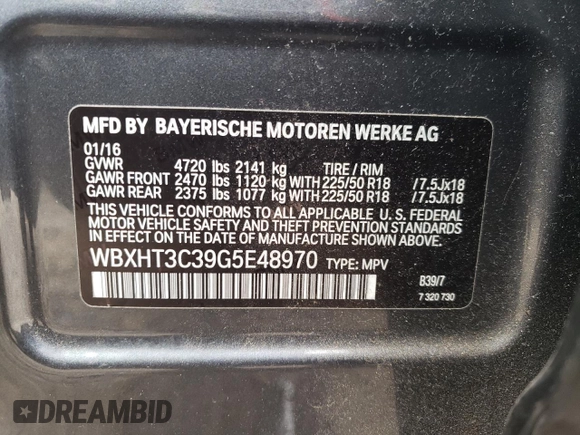 MFD BY BAYERISCHE MOTOREN WERKE AG
01/16
GVWR 4720 lbs 2141 kg TIRE / RIM
GAWR FRONT 2470 lbs 1120 kg WITH 225/50 R18 / 7.5Jx18
GAWR REAR 2375 lbs 1077 kg WITH 225/50 R18 / 7.5Jx18
THIS VEHICLE CONFORMS TO ALL APPLICABLE U. S. FEDERAL
MOTOR VEHICLE SAFETY AND THEFT PREVENTION STANDARDS
IN EFFECT ON THE DATE OF MANUFACTURE SHOWN ABOVE.
WBXHT3C39G5E48970 TYPE: MPV
B39/7
7 320 730
DREAMBID